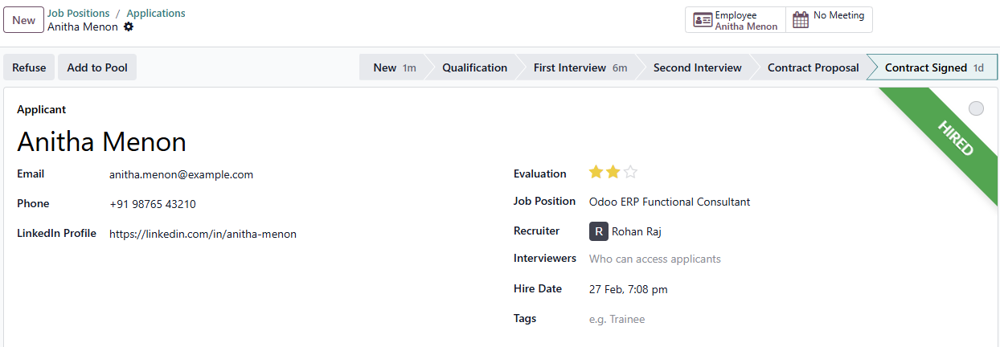 New
Job Positions / Applications
Anitha Menon
Employee
Anitha Menon
No Meeting
Refuse
Add to Pool
New 1m
Qualification
First Interview 6m
Second Interview
Contract Proposal
Contract Signed 1d
HIRED
Applicant
Anitha Menon
Email anitha.menon@example.com
Phone +91 98765 43210
LinkedIn Profile https://linkedin.com/in/anitha-menon
Evaluation
Job Position Odoo ERP Functional Consultant
Recruiter R Rohan Raj
Interviewers Who can access applicants
Hire Date 27 Feb, 7:08 pm
Tags e.g. Trainee